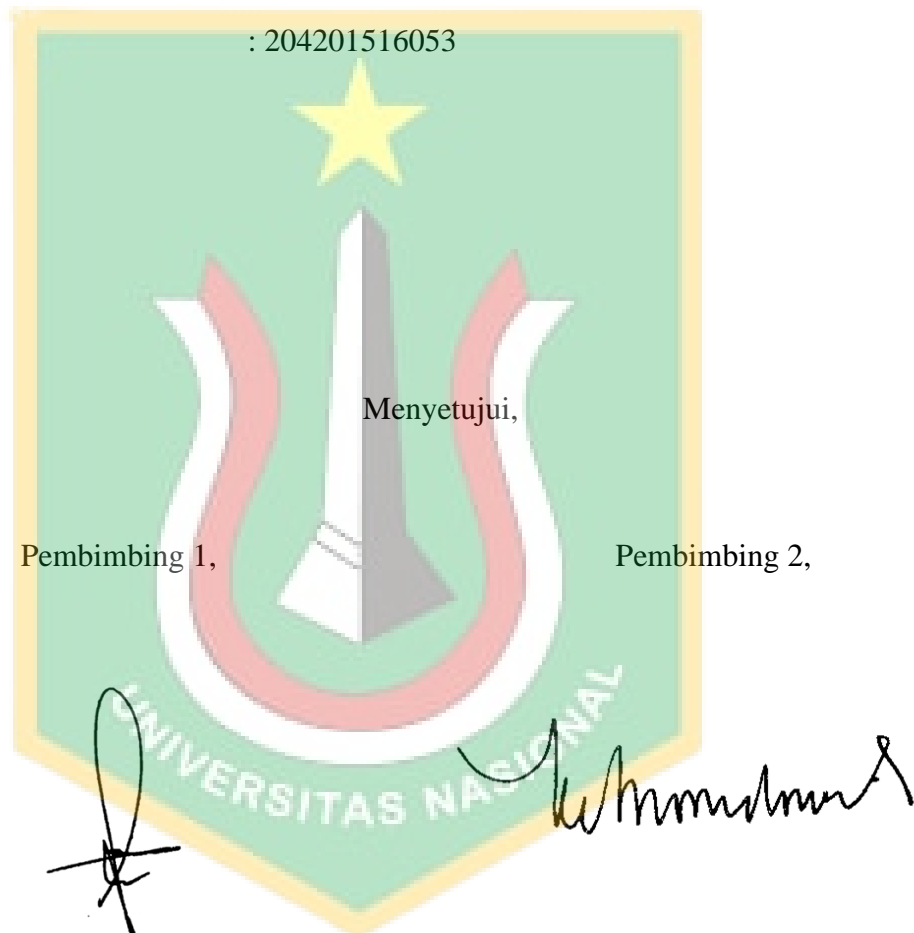 : 204201516053
Menyetujui,
Pembimbing 1,
Pembimbing 2,
UNIVERSITAS NASIONAL